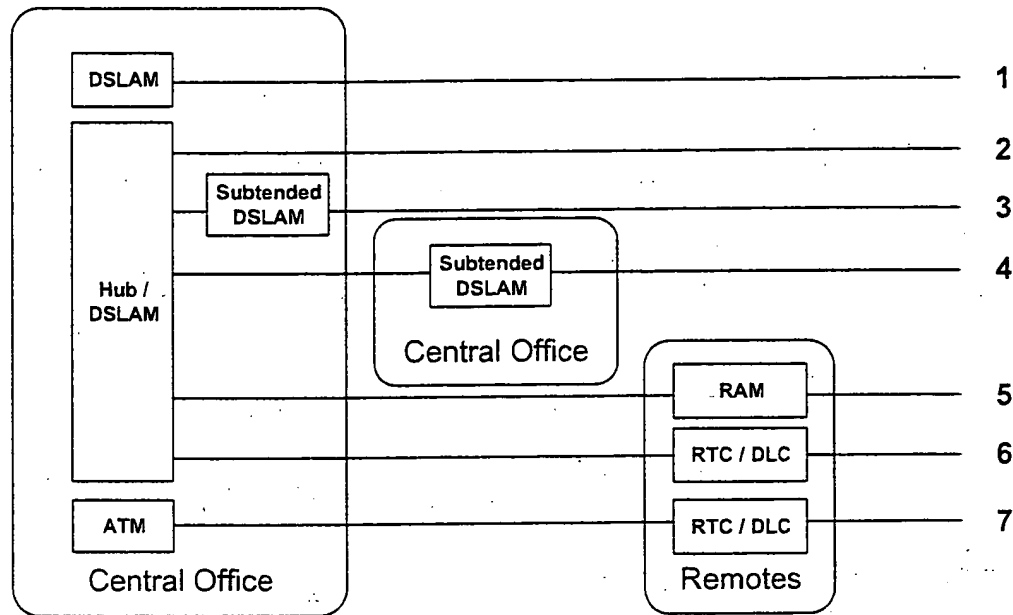 DSLAM
1
2
Subtended
DSLAM
3
Subtended
DSLAM
4
Hub /
DSLAM
Central Office
RAM
5
RTC / DLC
6
ATM
RTC / DLC
7
Central Office
Remotes